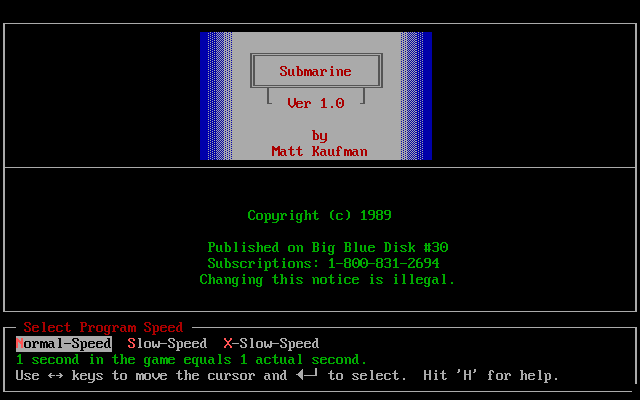 Submarine
Ver 1.0
by
Matt Kaufman
Copyright (c) 1989
Published on Big Blue Disk #30
Subscriptions: 1-800-831-2694
Changing this notice is illegal.
Select Program Speed
Normal-Speed  Slow-Speed  X-Slow-Speed
1 second in the game equals 1 actual second.
Use ↔ keys to move the cursor and ◄─┘ to select.  Hit 'H' for help.